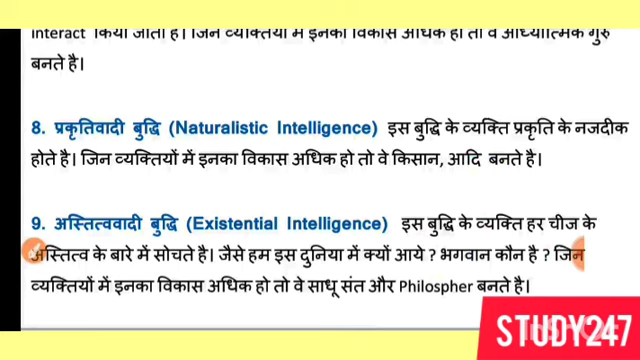 interact किया जाता है। जिन व्यक्तियों में इनका विकास अधिक हो तो वे आध्यात्मिक गुरु
बनते है।
8. प्रकृतिवादी बुद्धि (Naturalistic Intelligence) इस बुद्धि के व्यक्ति प्रकृति के नजदीक
होते है। जिन व्यक्तियों में इनका विकास अधिक हो तो वे किसान, आदि बनते है।
9. अस्तित्ववादी बुद्धि (Existential Intelligence) इस बुद्धि के व्यक्ति हर चीज के
अस्तित्व के बारे में सोचते है। जैसे हम इस दुनिया में क्यों आये ? भगवान कौन है ? जिन
व्यक्तियों में इनका विकास अधिक हो तो वे साधू संत और Philospher बनते है।
STUDY247